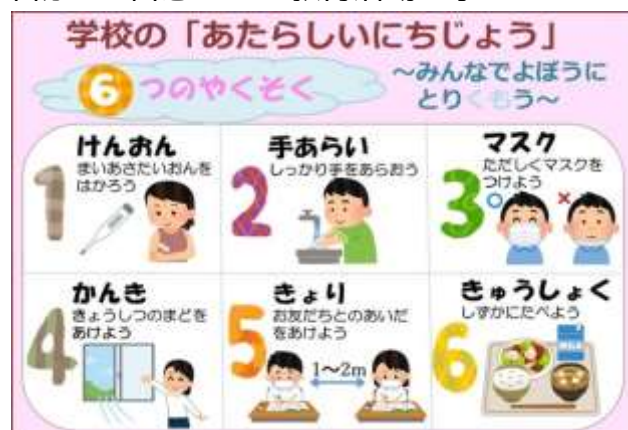 学校の「あたらしいにちじょう」
6つのやくそく
~みんなでよぼうに
とりくもう~
1
けんおん
まいあさたいおんを
はかろう
2
手あらい
しっかり手をあらおう
3
マスク
ただしくマスクを
つけよう
4
かんき
きょうしつのまどを
あけよう
5
きょり
お友だちとのあいだ
をあけよう
1~2m
6
きゅうしょく
しずかにたべよう